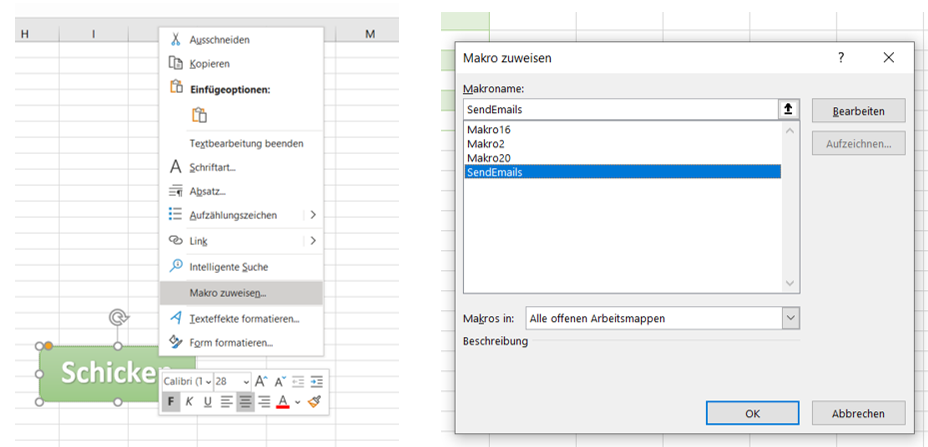 H I M
Ausschneiden
Kopieren
Einfügeoptionen:
Textbearbeitung beenden
Schriftart...
Absatz...
Aufzählungszeichen
Link
Intelligente Suche
Makro zuweisen...
Texteffekte formatieren...
Form formatieren...
Schicken
Calibri (T 28 A A
F K U A
Makro zuweisen ?
Makroname:
SendEmails
Bearbeiten
Makro16
Makro2
Makro20
SendEmails
Aufzeichnen...
Makros in: Alle offenen Arbeitsmappen
Beschreibung
OK Abbrechen